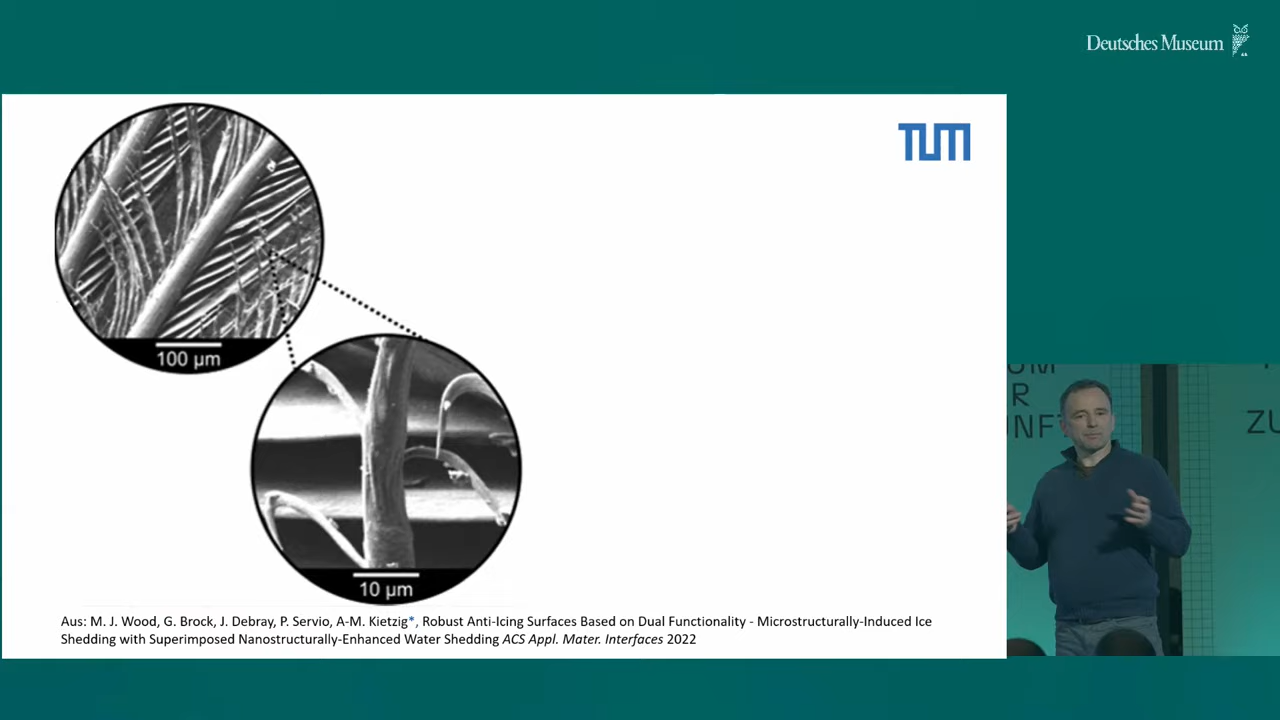 Deutsches Museum
TUM
100 µm
10 µm
Aus: M. J. Wood, G. Brock, J. Debray, P. Servio, A-M. Kietzig*, Robust Anti-Icing Surfaces Based on Dual Functionality - Microstructurally-Induced Ice
Shedding with Superimposed Nanostructurally-Enhanced Water Shedding ACS Appl. Mater. Interfaces 2022
R
ZU